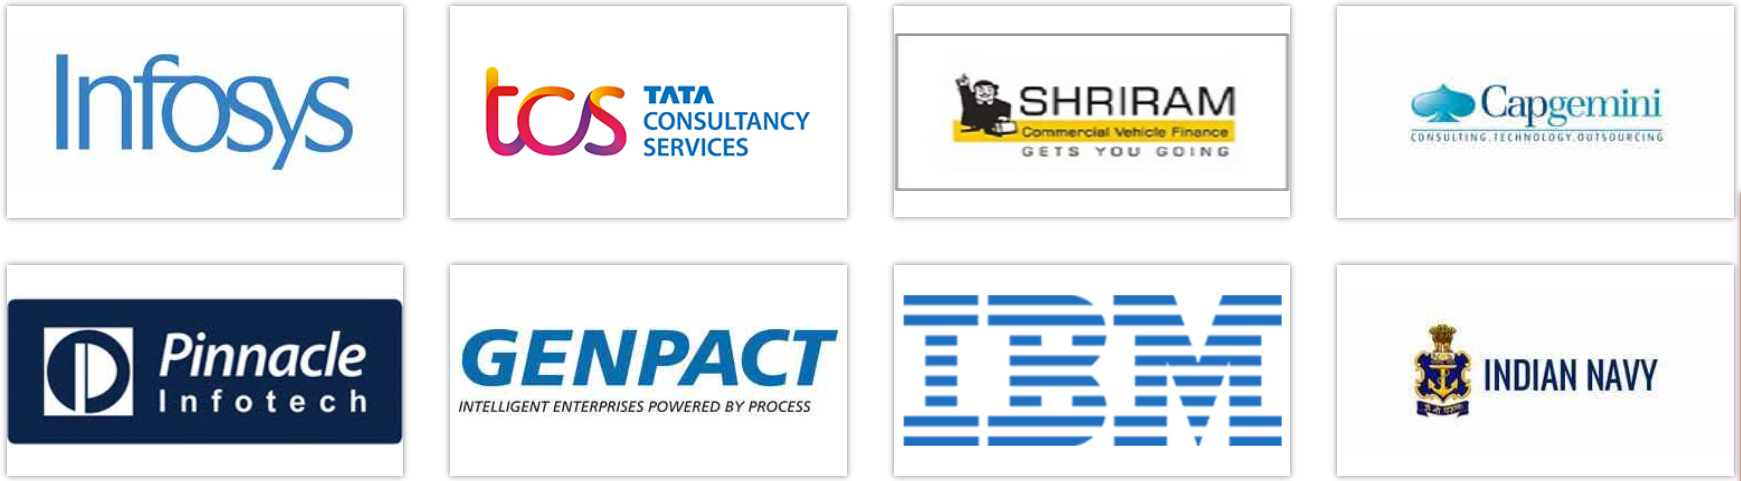 Infosys
tcs TATA
CONSULTANCY
SERVICES
SHRIRAM
Commercial Vehicle Finance
GETS YOU GOING
Capgemini
CONSULTING.TECHNOLOGY.OUTSOURCING
Pinnacle
Infotech
GENPACT
INTELLIGENT ENTERPRISES POWERED BY PROCESS
IBM
INDIAN NAVY